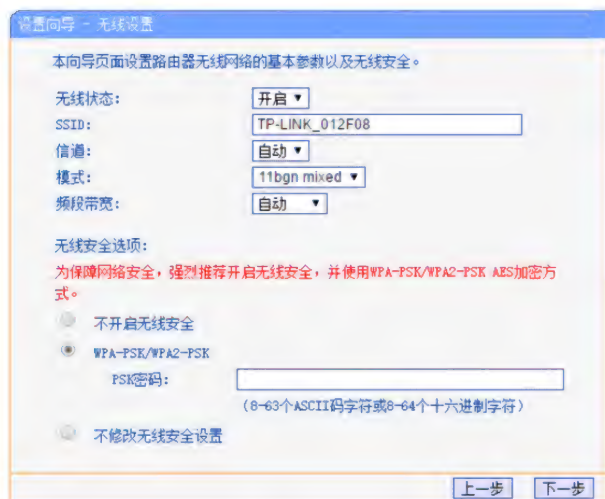 设置向导 - 无线设置
本向导页面设置路由器无线网络的基本参数以及无线安全。
无线状态： 开启
SSID： TP-LINK_012F08
信道： 自动
模式： 11bgn mixed
频段带宽： 自动
无线安全选项：
为保障网络安全，强烈推荐开启无线安全，并使用WPA-PSK/WPA2-PSK AES加密方
式。
不开启无线安全
WPA-PSK/WPA2-PSK
PSK密码：
（8-63个ASCII码字符或8-64个十六进制字符）
不修改无线安全设置
上一步 下一步